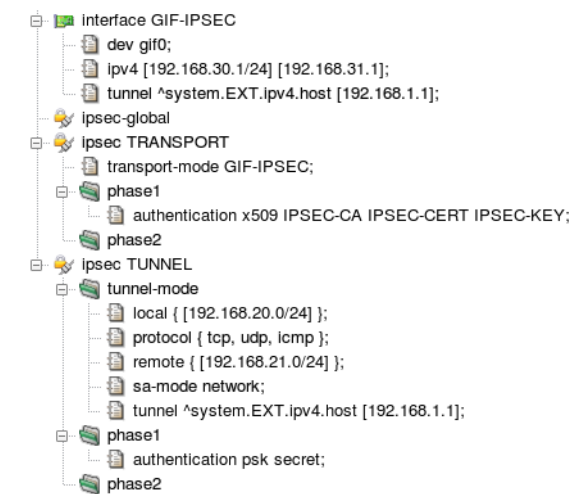 interface GIF-IPSEC
dev gif0;
ipv4 [192.168.30.1/24] [192.168.31.1];
tunnel ^system.EXT.ipv4.host [192.168.1.1];
ipsec-global
ipsec TRANSPORT
transport-mode GIF-IPSEC;
phase1
authentication x509 IPSEC-CA IPSEC-CERT IPSEC-KEY;
phase2
ipsec TUNNEL
tunnel-mode
local { [192.168.20.0/24] };
protocol { tcp, udp, icmp };
remote { [192.168.21.0/24] };
sa-mode network;
tunnel ^system.EXT.ipv4.host [192.168.1.1];
phase1
authentication psk secret;
phase2